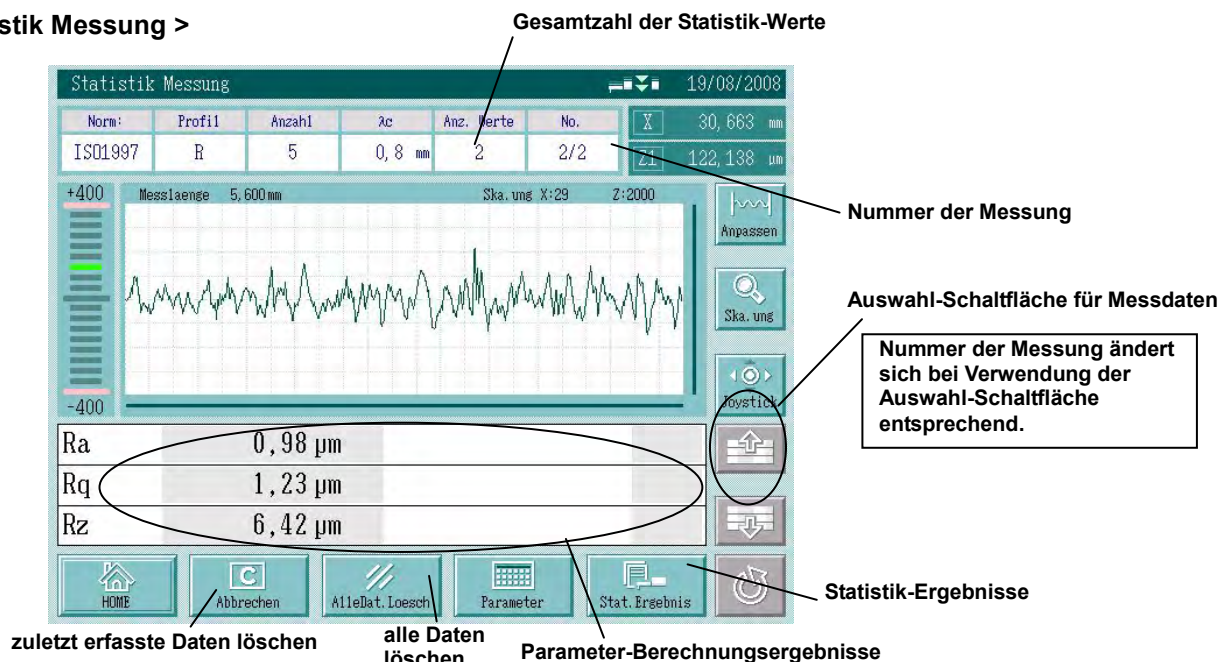 stik Messung >
Gesamtzahl der Statistik-Werte
Statistik Messung 19/08/2008
Norm: Profil Anzahl λc Anz. Werte No.
ISO1997 R 5 0,8 mm 2 2/2
X 30,663 mm
Z1 122,138 µm
+400
Messlaenge 5,600 mm Ska.ung X:29 Z:2000
-400
Anpassen
Ska.ung
Joystick
Nummer der Messung
Auswahl-Schaltfläche für Messdaten
Nummer der Messung ändert
sich bei Verwendung der
Auswahl-Schaltfläche
entsprechend.
Ra 0,98 µm
Rq 1,23 µm
Rz 6,42 µm
HOME
C
Abbrechen
AlleDat.Loesch
Parameter
Stat.Ergebnis
Statistik-Ergebnisse
zuletzt erfasste Daten löschen
alle Daten
löschen
Parameter-Berechnungsergebnisse